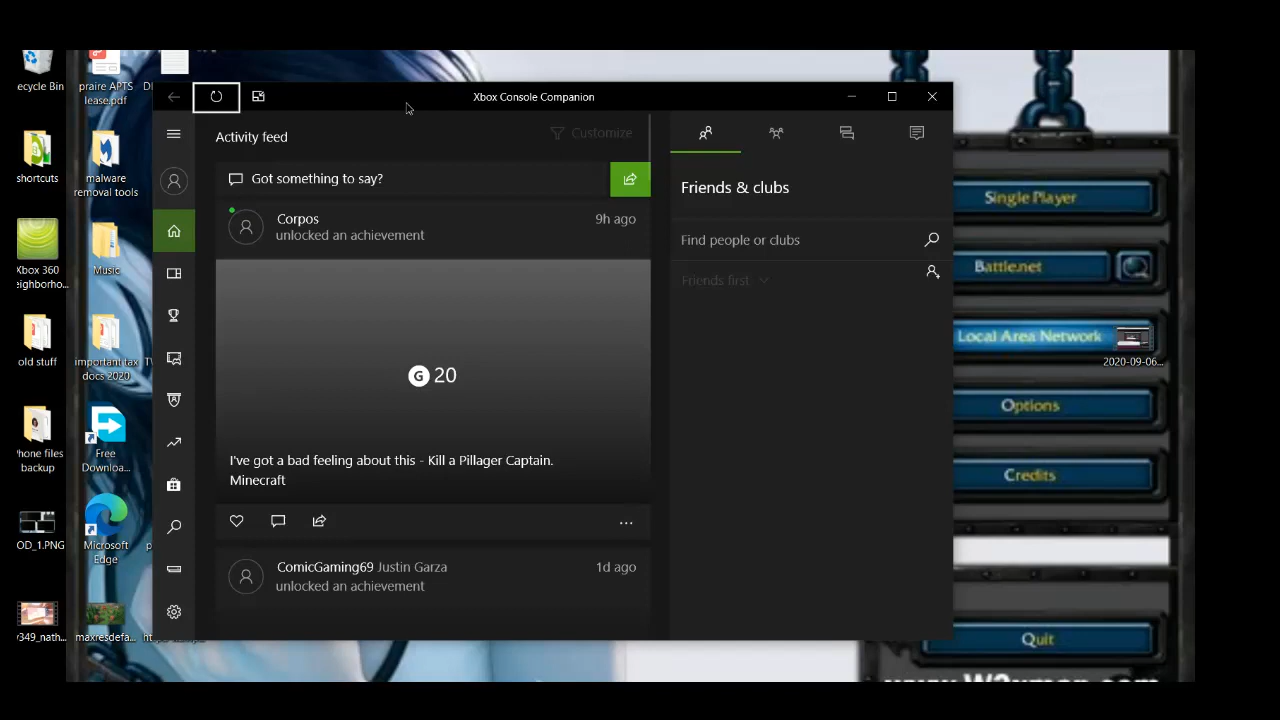 ecycle Bin
praire APTS
lease.pdf
shortcuts
malware
removal tools
Xbox 360
eighborho...
Music
old stuff
important tax
docs 2020
hone files
backup
Free
Downloa...
OD_1.PNG
Microsoft
Edge
v349_nath...
maxresdefa...
Xbox Console Companion
Activity feed
Customize
Got something to say?
Corpos
9h ago
unlocked an achievement
G 20
I've got a bad feeling about this - Kill a Pillager Captain.
Minecraft
ComicGaming69 Justin Garza
1d ago
unlocked an achievement
Friends & clubs
Find people or clubs
Friends first
Single Player
Battle.net
Local Area Network
2020-09-06...
Options
Credits
Quit